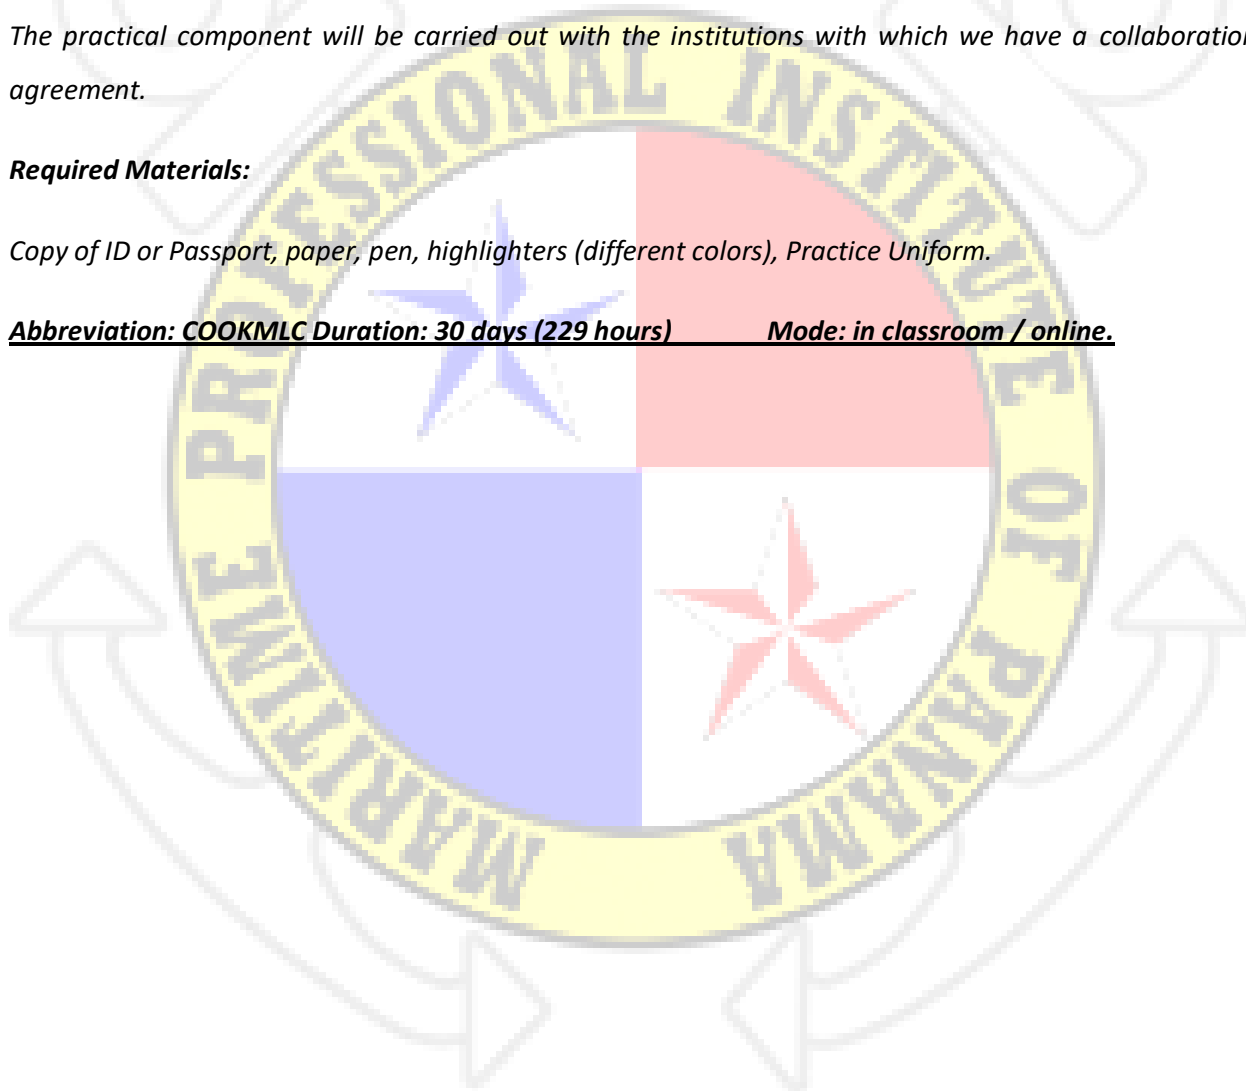 The practical component will be carried out with the institutions with which we have a collaboration
agreement.
Required Materials:
Copy of ID or Passport, paper, pen, highlighters (different colors), Practice Uniform.
Abbreviation: COOKMLC Duration: 30 days (229 hours) Mode: in classroom / online.
MARITIME PROFESSIONAL INSTITUTE OF PANAMA